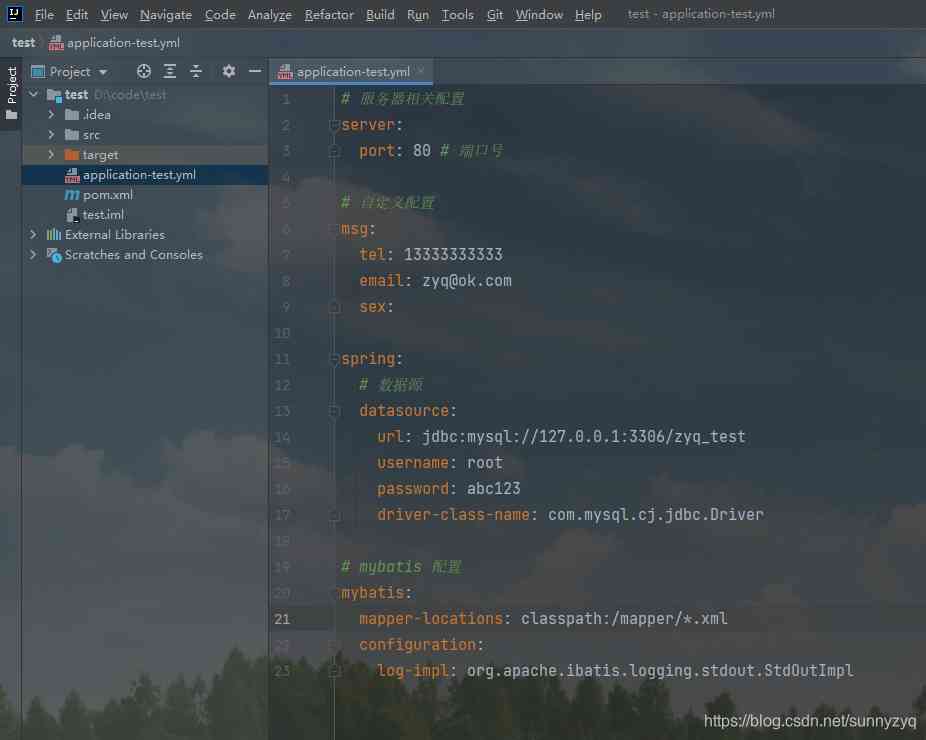 File Edit View Navigate Code Analyze Refactor Build Run Tools Git Window Help test - application-test.yml
test application-test.yml
Project
Project
application-test.yml
test D:\code\test
.idea
src
target
application-test.yml
pom.xml
test.iml
External Libraries
Scratches and Consoles
1 # 服务器相关配置
2 server:
3 port: 80 # 端口号
4
5 # 自定义配置
6 msg:
7 tel: 13333333333
8 email: zyq@ok.com
9 sex:
10
11 spring:
12 # 数据源
13 datasource:
14 url: jdbc:mysql://127.0.0.1:3306/zyq_test
15 username: root
16 password: abc123
17 driver-class-name: com.mysql.cj.jdbc.Driver
18
19 # mybatis 配置
20 mybatis:
21 mapper-locations: classpath:/mapper/*.xml
22 configuration:
23 log-impl: org.apache.ibatis.logging.stdout.StdOutImpl
https://blog.csdn.net/sunnyzyq